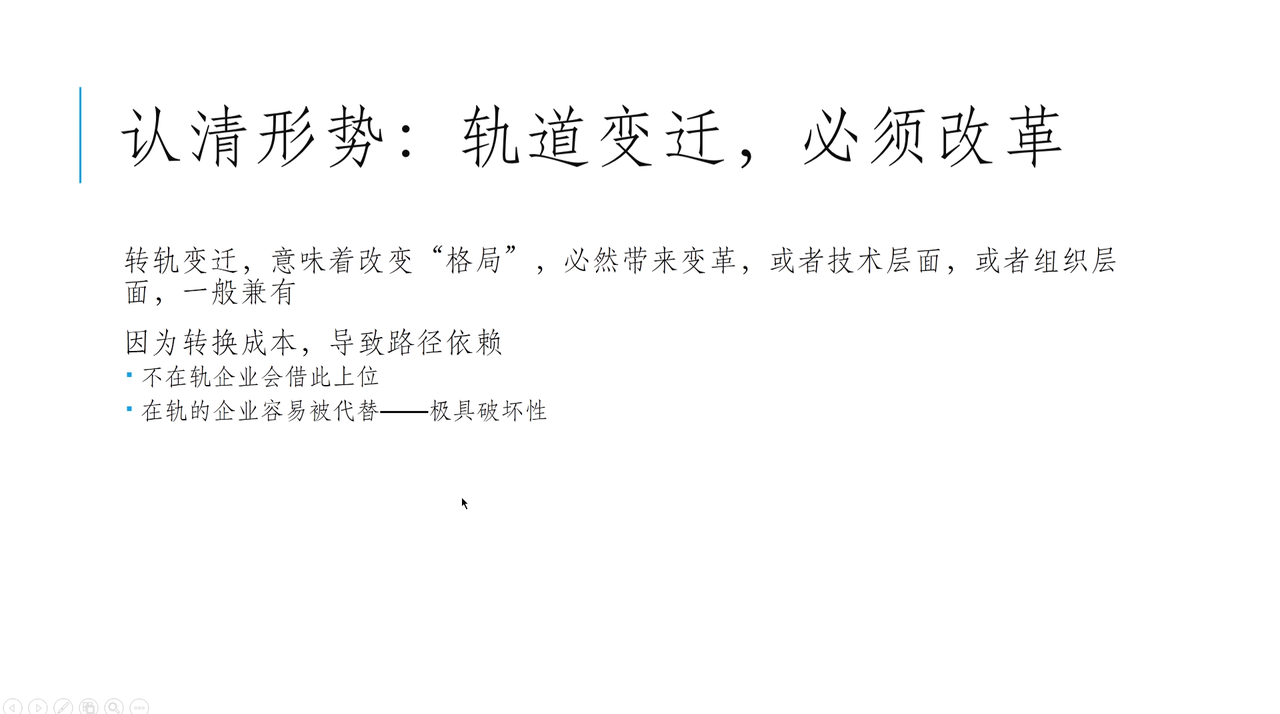 认清形势：轨道变迁，必须改革
转轨变迁，意味着改变“格局”，必然带来变革，或者技术层面，或者组织层
面，一般兼有
因为转换成本，导致路径依赖
▪ 不在轨企业会借此上位
▪ 在轨的企业容易被代替——极具破坏性